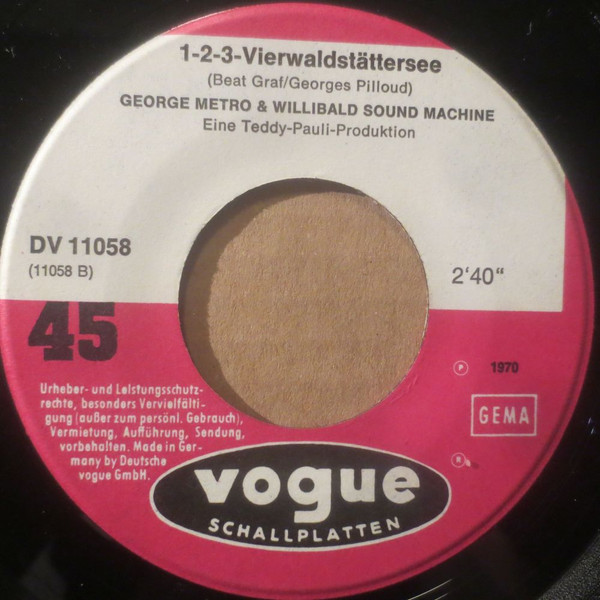 1-2-3-Vierwaldstättersee
(Beat Graf/Georges Pilloud)
GEORGE METRO & WILLIBALD SOUND MACHINE
Eine Teddy-Pauli-Produktion
DV 11058
(11058 B)
2'40“
45
Urheber- und Leistungsschutz-
rechte, besonders Vervielfälti-
gung (außer zum persönl. Gebrauch),
Vermietung, Aufführung, Sendung,
vorbehalten. Made in Ger-
many by Deutsche
vogue GmbH.
℗ 1970
GEMA
®
vogue
SCHALLPLATTEN